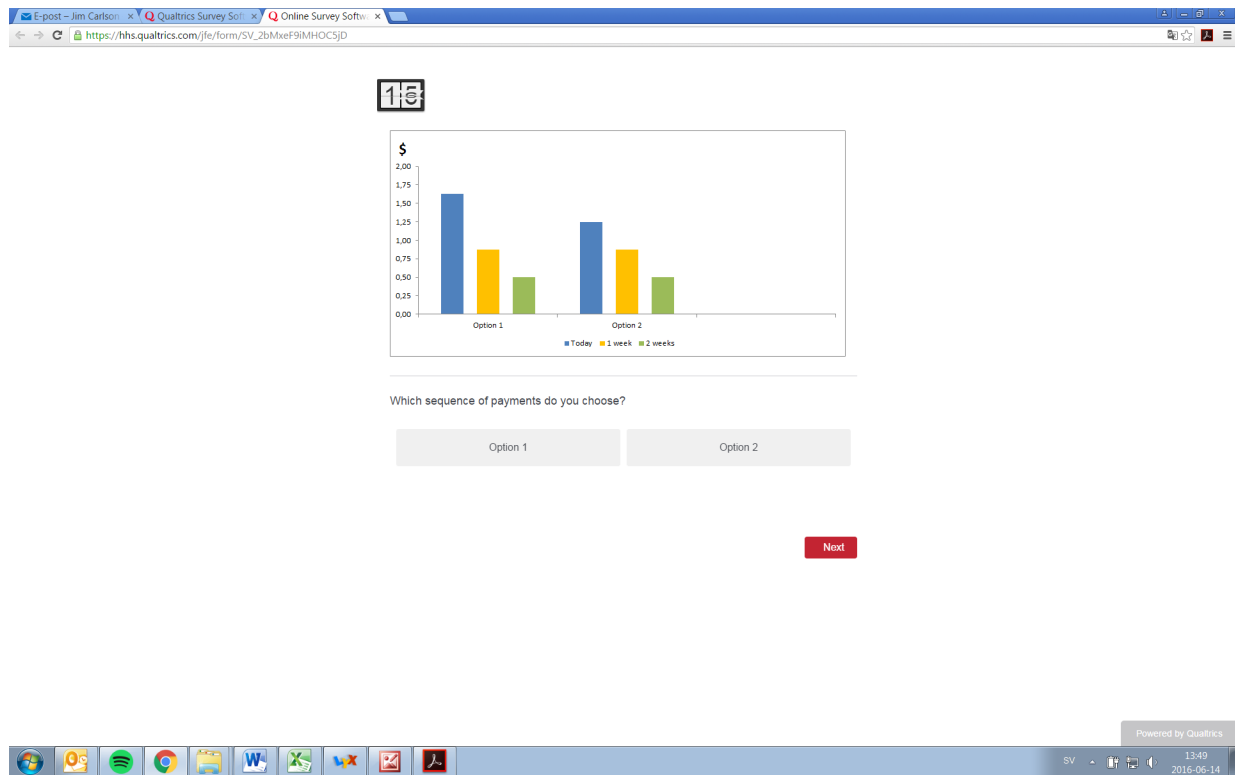 E-post – Jim Carlson
Qualtrics Survey Soft
Online Survey Softwa
https://hhs.qualtrics.com/jfe/form/SV_2bMxeF9iMHOC5jD
$
2,00
1,75
1,50
1,25
1,00
0,75
0,50
0,25
0,00
Option 1
Option 2
Today
1 week
2 weeks
Which sequence of payments do you choose?
Option 1
Option 2
Next
Powered by Qualtrics
SV
13:49
2016-06-14